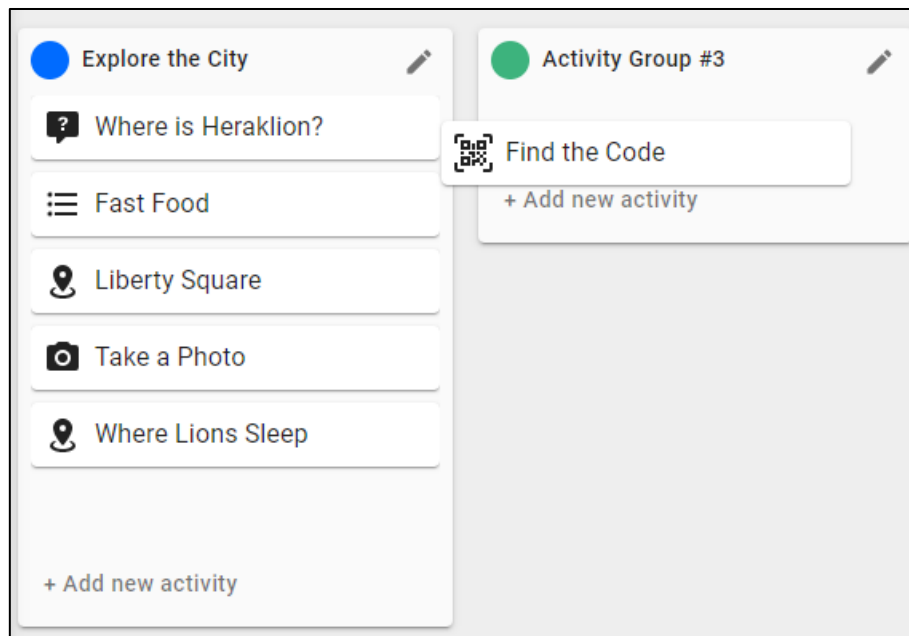 Explore the City
Where is Heraklion?
Fast Food
Liberty Square
Take a Photo
Where Lions Sleep
+ Add new activity
Activity Group #3
Find the Code
+ Add new activity